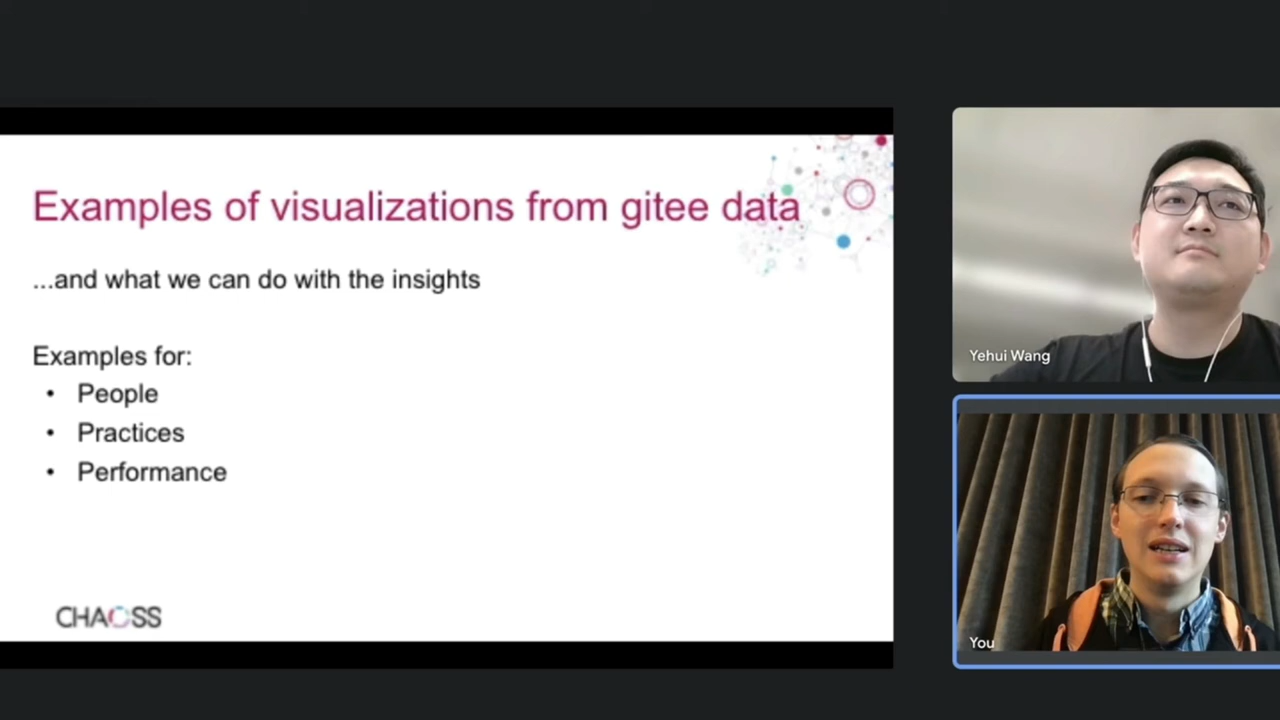 Examples of visualizations from gitee data
...and what we can do with the insights
Examples for:
• People
• Practices
• Performance
CHAOSS
Yehui Wang
You